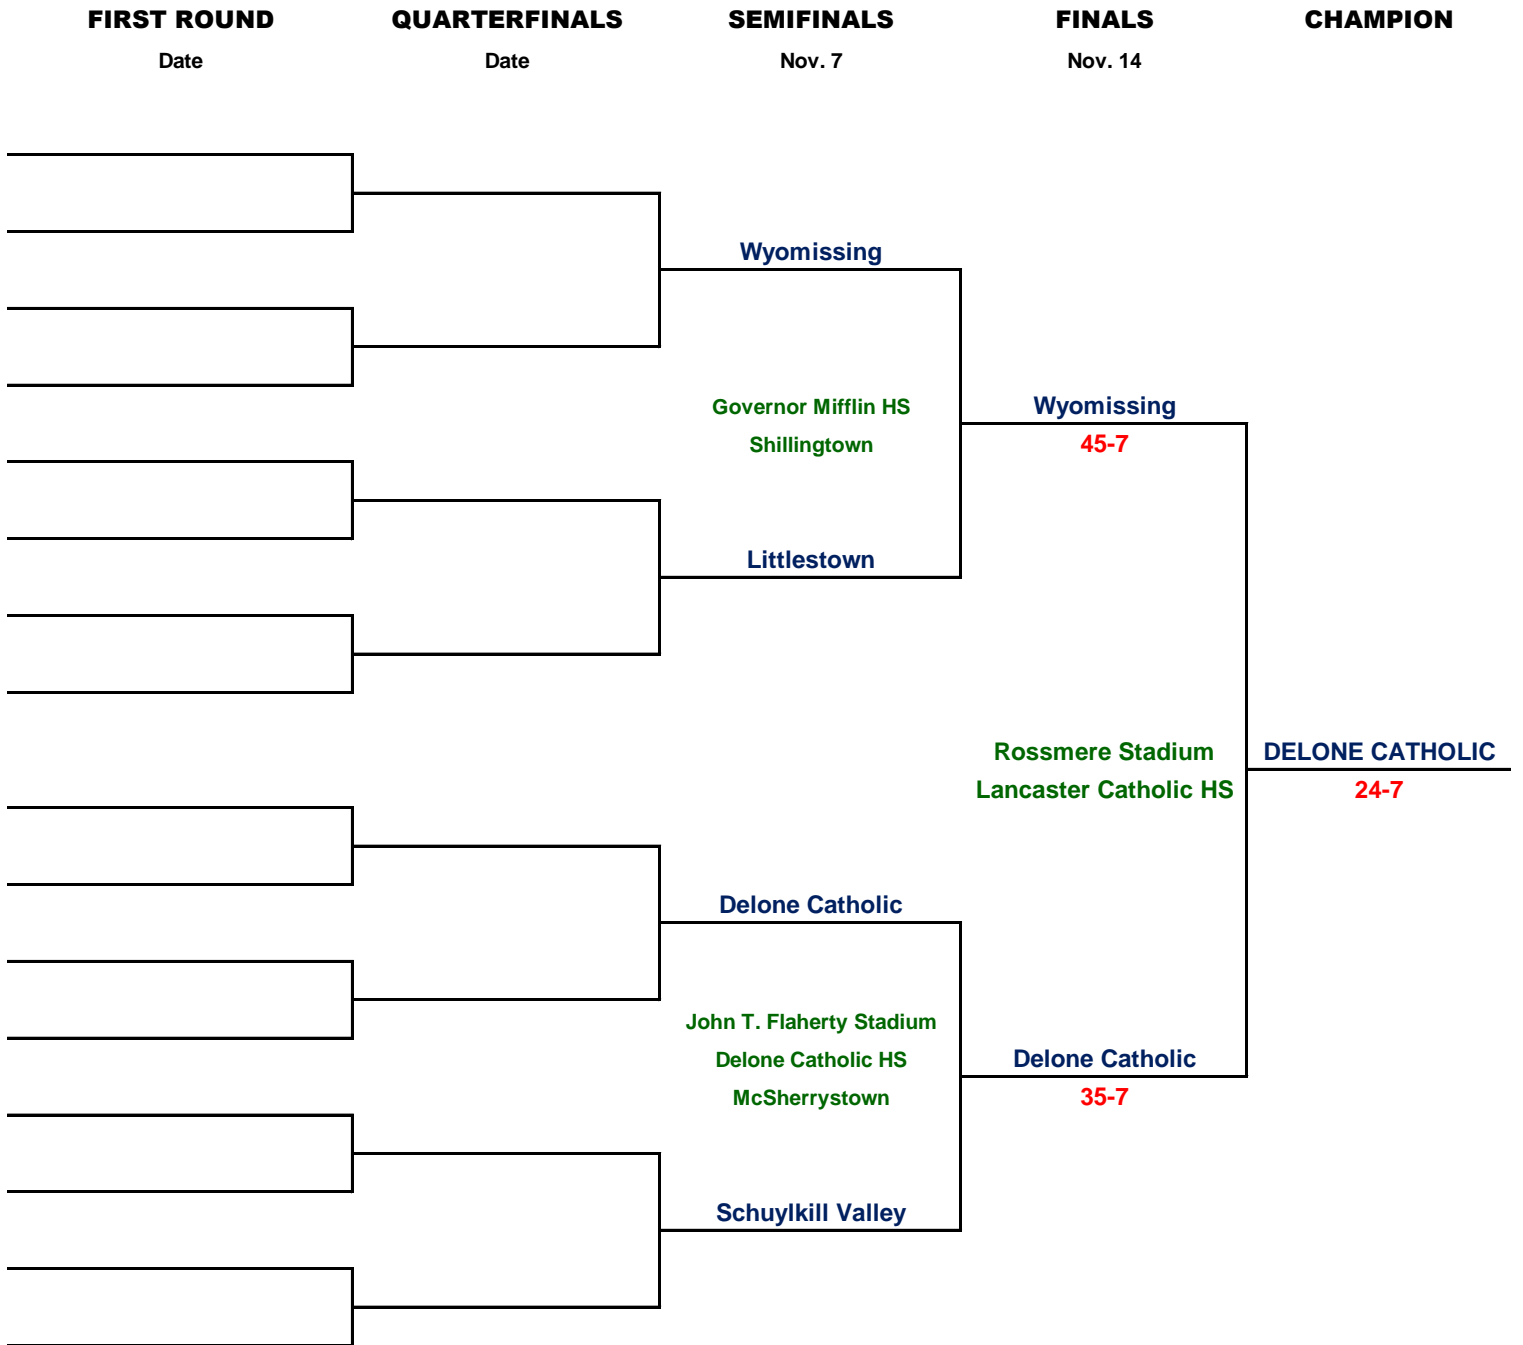 FIRST ROUND QUARTERFINALS SEMIFINALS FINALS CHAMPION
Date Date Nov. 7 Nov. 14
Wyomissing
Governor Mifflin HS
Shillingtown
Wyomissing
45-7
Littlestown
Rossmere Stadium
Lancaster Catholic HS
DELONE CATHOLIC
24-7
Delone Catholic
John T. Flaherty Stadium
Delone Catholic HS
McSherrystown
Delone Catholic
35-7
Schuylkill Valley